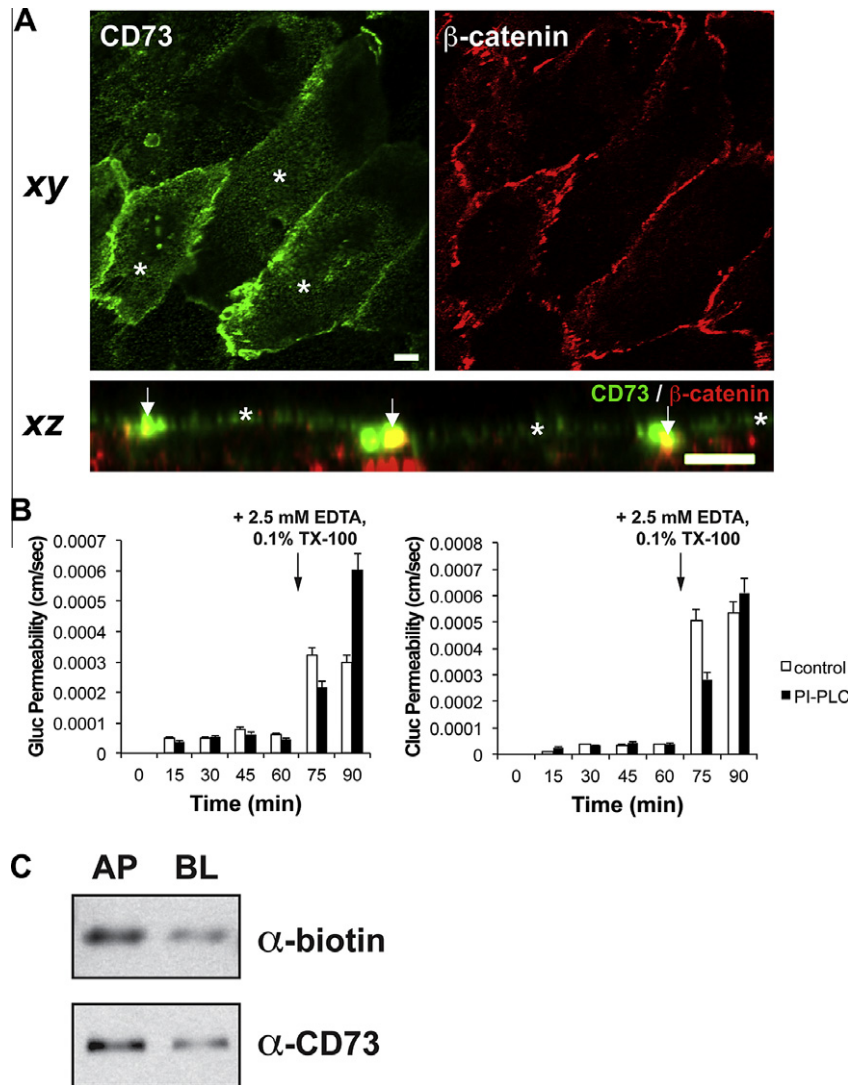 A
CD73
β-catenin
xy
*
*
*
xz
CD73 / β-catenin
*
*
*
B
+ 2.5 mM EDTA,
0.1% TX-100
Gluc Permeability (cm/sec)
0.0007
0.0006
0.0005
0.0004
0.0003
0.0002
0.0001
0
0 15 30 45 60 75 90
Time (min)
+ 2.5 mM EDTA,
0.1% TX-100
Cluc Permeability (cm/sec)
0.0008
0.0007
0.0006
0.0005
0.0004
0.0003
0.0002
0.0001
0
0 15 30 45 60 75 90
Time (min)
control
PI-PLC
C
AP BL
α-biotin
α-CD73